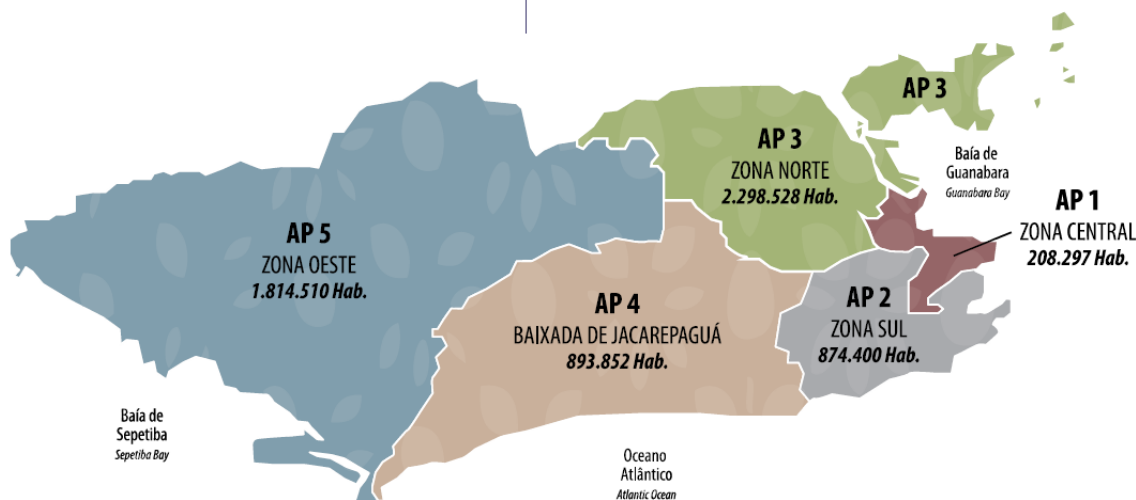 AP 3
AP 3
ZONA NORTE
2.298.528 Hab.
Baía de
Guanabara
Guanabara Bay
AP 1
ZONA CENTRAL
208.297 Hab.
AP 5
ZONA OESTE
1.814.510 Hab.
AP 4
BAIXADA DE JACAREPAGUÁ
893.852 Hab.
AP 2
ZONA SUL
874.400 Hab.
Baía de
Sepetiba
Sepetiba Bay
Oceano
Atlântico
Atlantic Ocean